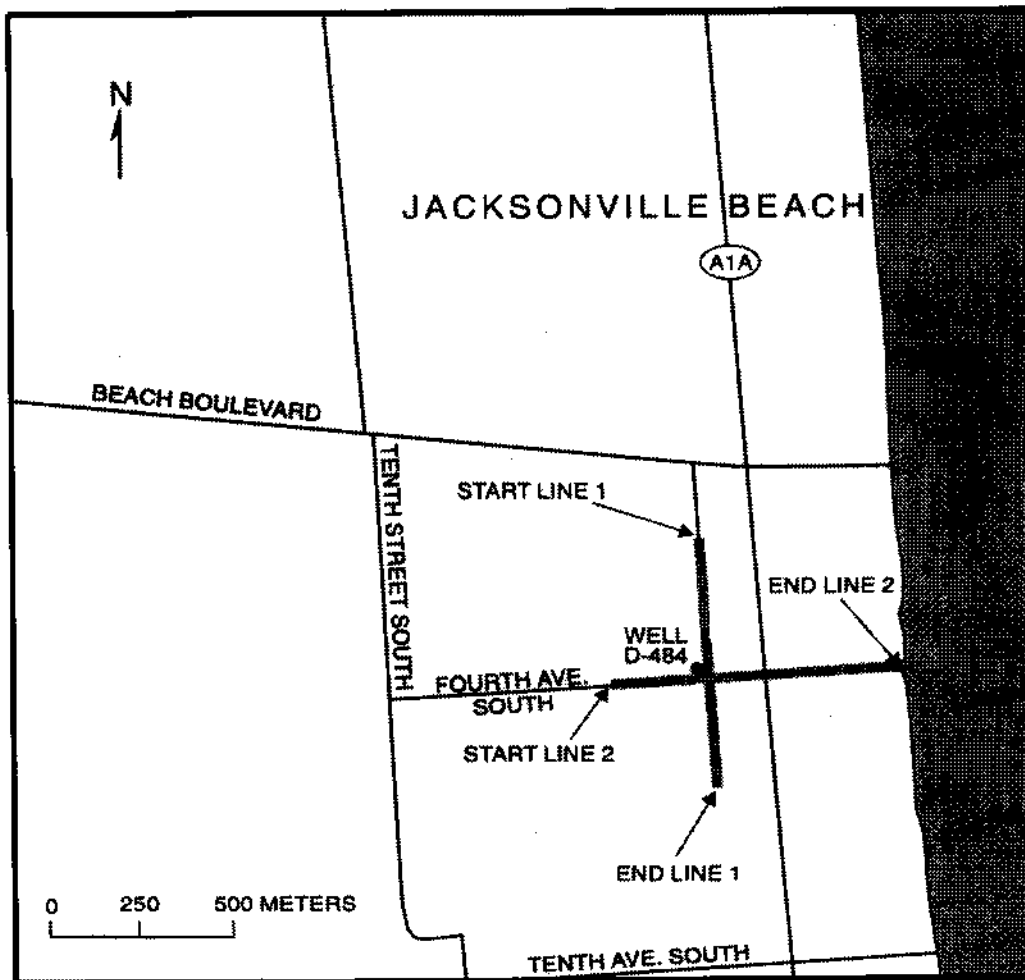 N
JACKSONVILLE BEACH
A1A
BEACH BOULEVARD
TENTH STREET SOUTH
START LINE 1
END LINE 2
WELL
D-484
FOURTH AVE.
SOUTH
START LINE 2
END LINE 1
0 250 500 METERS
TENTH AVE. SOUTH